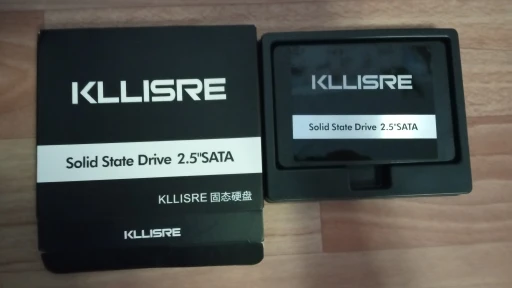 KLLISRE
Solid State Drive 2.5"SATA
KLLISRE 固态硬盘
KLLISRE
KLLISRE
Solid State Drive 2.5"SATA